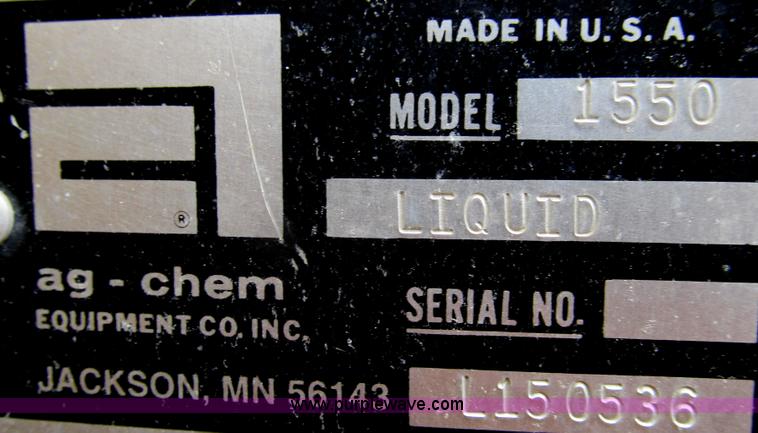 MADE IN U.S.A.
MODEL 1550
LIQUID
®
ag - chem
EQUIPMENT CO. INC.
SERIAL NO.
JACKSON, MN 56143
L150536
www.purplewave.com